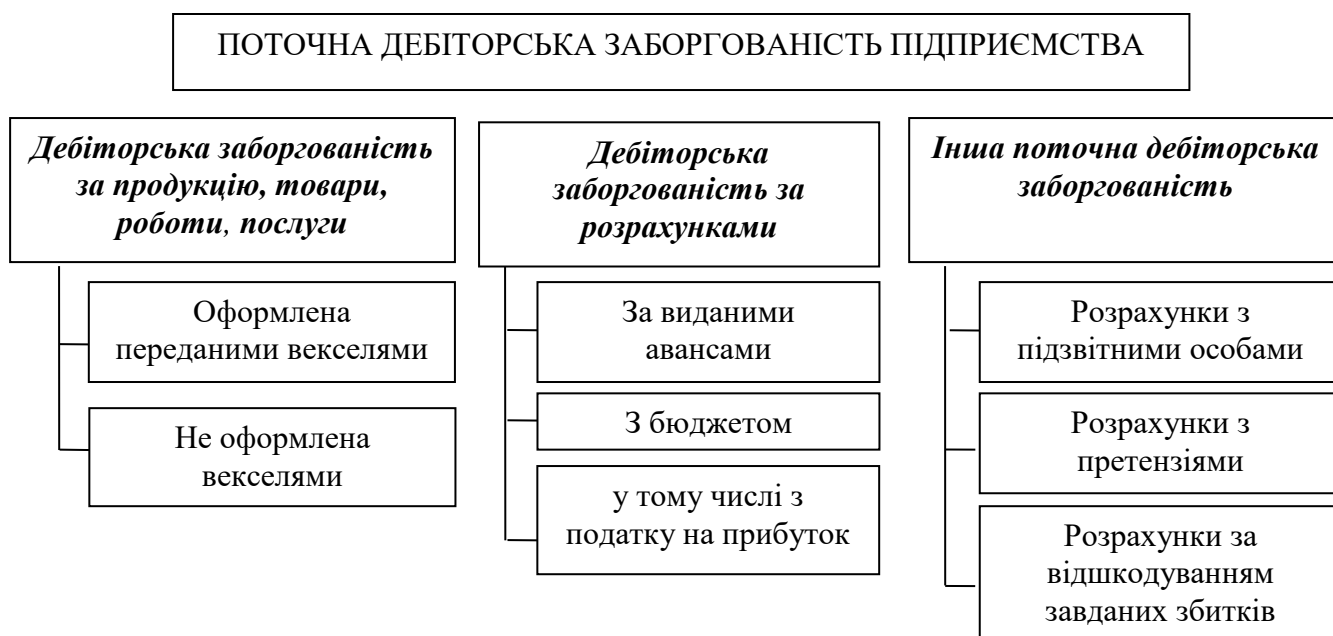 ПОТОЧНА ДЕБІТОРСЬКА ЗАБОРГОВАНІСТЬ ПІДПРИЄМСТВА
Дебіторська заборгованість
за продукцію, товари,
роботи, послуги
Оформлена
переданими векселями
Не оформлена
векселями
Дебіторська
заборгованість за
розрахунками
За виданими
авансами
З бюджетом
у тому числі з
податку на прибуток
Інша поточна дебіторська
заборгованість
Розрахунки з
підзвітними особами
Розрахунки з
претензіями
Розрахунки за
відшкодуванням
завданих збитків